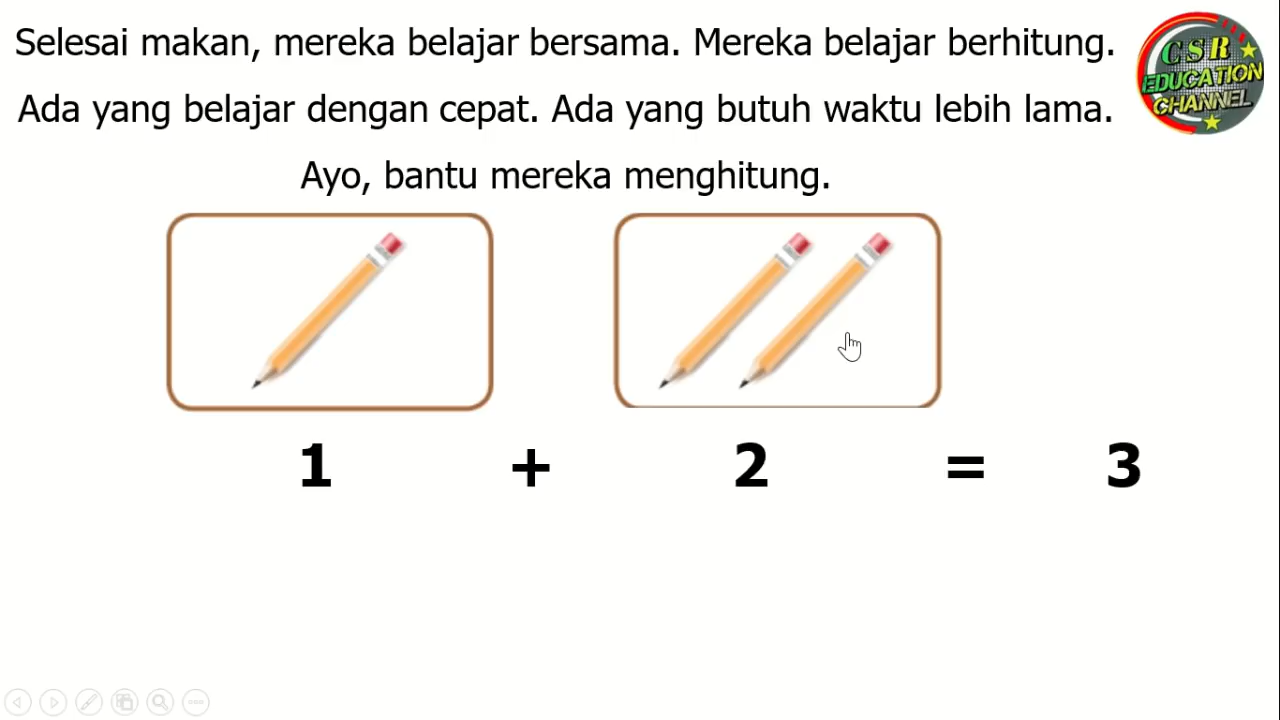 Selesai makan, mereka belajar bersama. Mereka belajar berhitung.
Ada yang belajar dengan cepat. Ada yang butuh waktu lebih lama.
Ayo, bantu mereka menghitung.
CSR
EDUCATION
CHANNEL
1 + 2 = 3